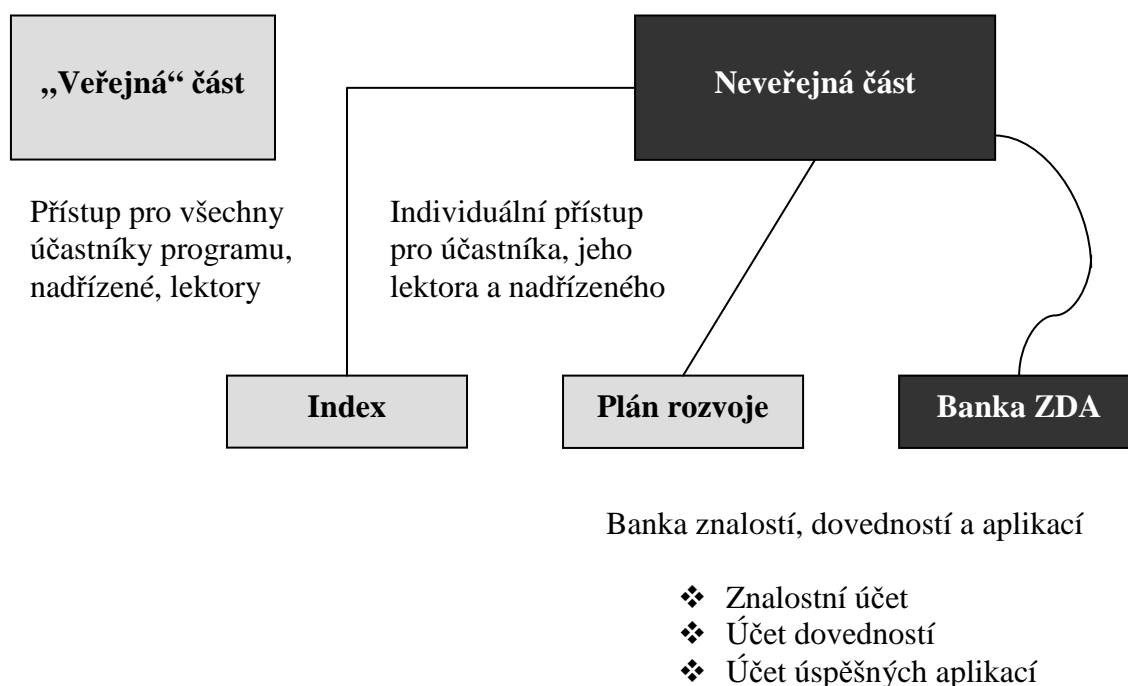 „Veřejná“ část
Neveřejná část
Přístup pro všechny
účastníky programu,
nadřízené, lektory
Individuální přístup
pro účastníka, jeho
lektora a nadřízeného
Index
Plán rozvoje
Banka ZDA
Banka znalostí, dovedností a aplikací
❖ Znalostní účet
❖ Účet dovedností
❖ Účet úspěšných aplikací